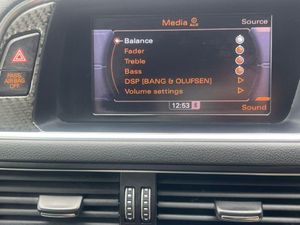 Media
Source
Balance
Fader
Treble
Bass
DSP [BANG & OLUFSEN]
Volume settings
12:53
Sound
PASS
AIRBAG
OFF